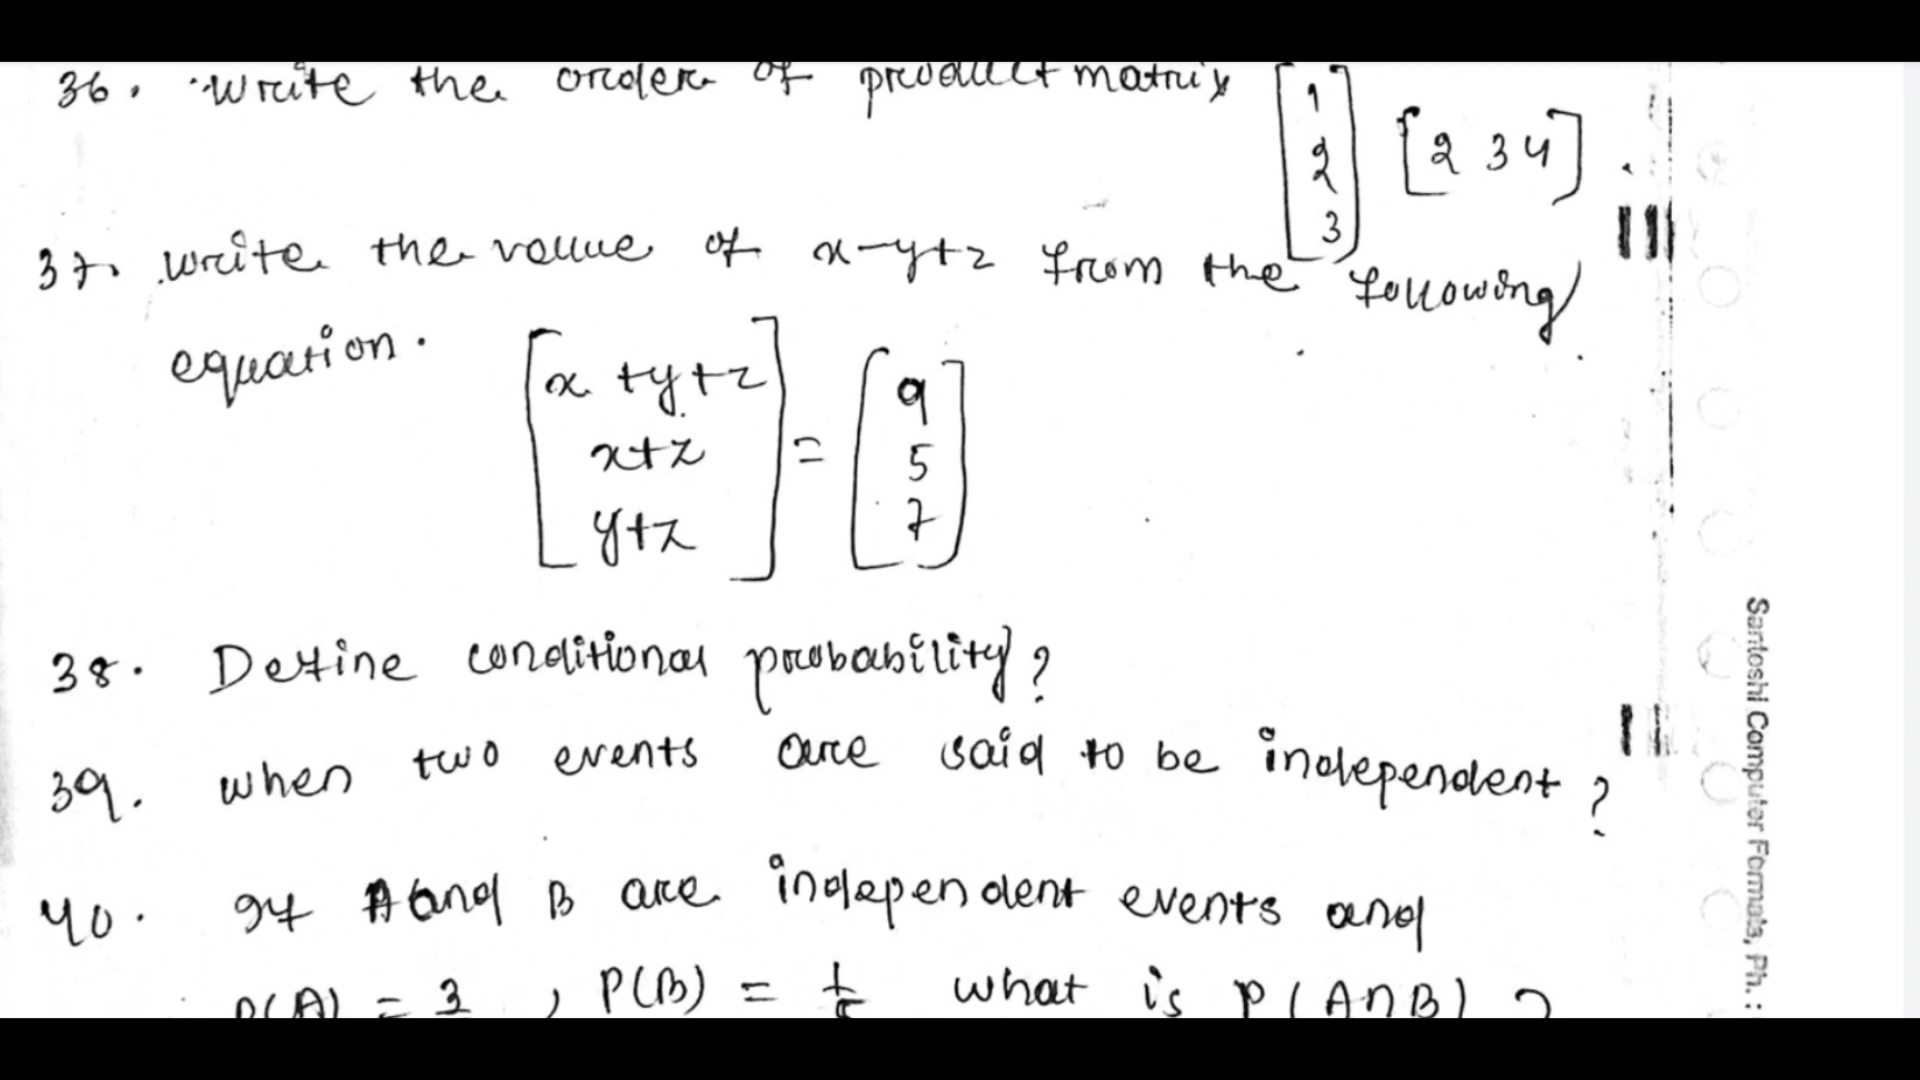 36. Write the order of product matrix [1 2 3] [2 3 4].
37. write the value of x-y+z from the following
equation. [x+y+z x+z y+z] = [9 5 7]
38. Define conditional probability?
39. when two events are said to be independent?
40. If A and B are independent events and
P(A) = 3 , P(B) = 1 what is P(A∩B) ?
Santoshi Computer Formats, Ph. :